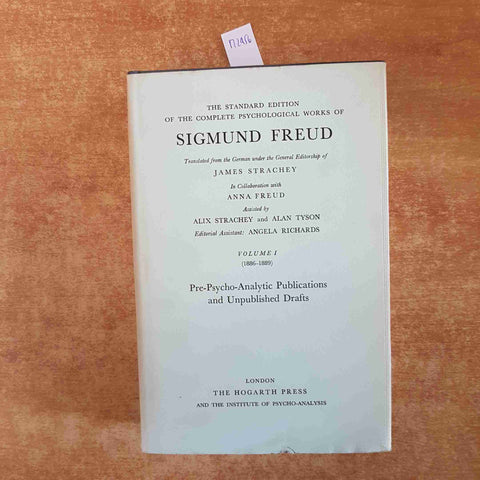 THE STANDARD EDITION
OF THE COMPLETE PSYCHOLOGICAL WORKS OF
SIGMUND FREUD
Translated from the German under the General Editorship of
JAMES STRACHEY
In Collaboration with
ANNA FREUD
Assisted by
ALIX STRACHEY and ALAN TYSON
Editorial Assistant: ANGELA RICHARDS
VOLUME I
(1886-1889)
Pre-Psycho-Analytic Publications
and Unpublished Drafts
LONDON
THE HOGARTH PRESS
AND THE INSTITUTE OF PSYCHO-ANALYSIS